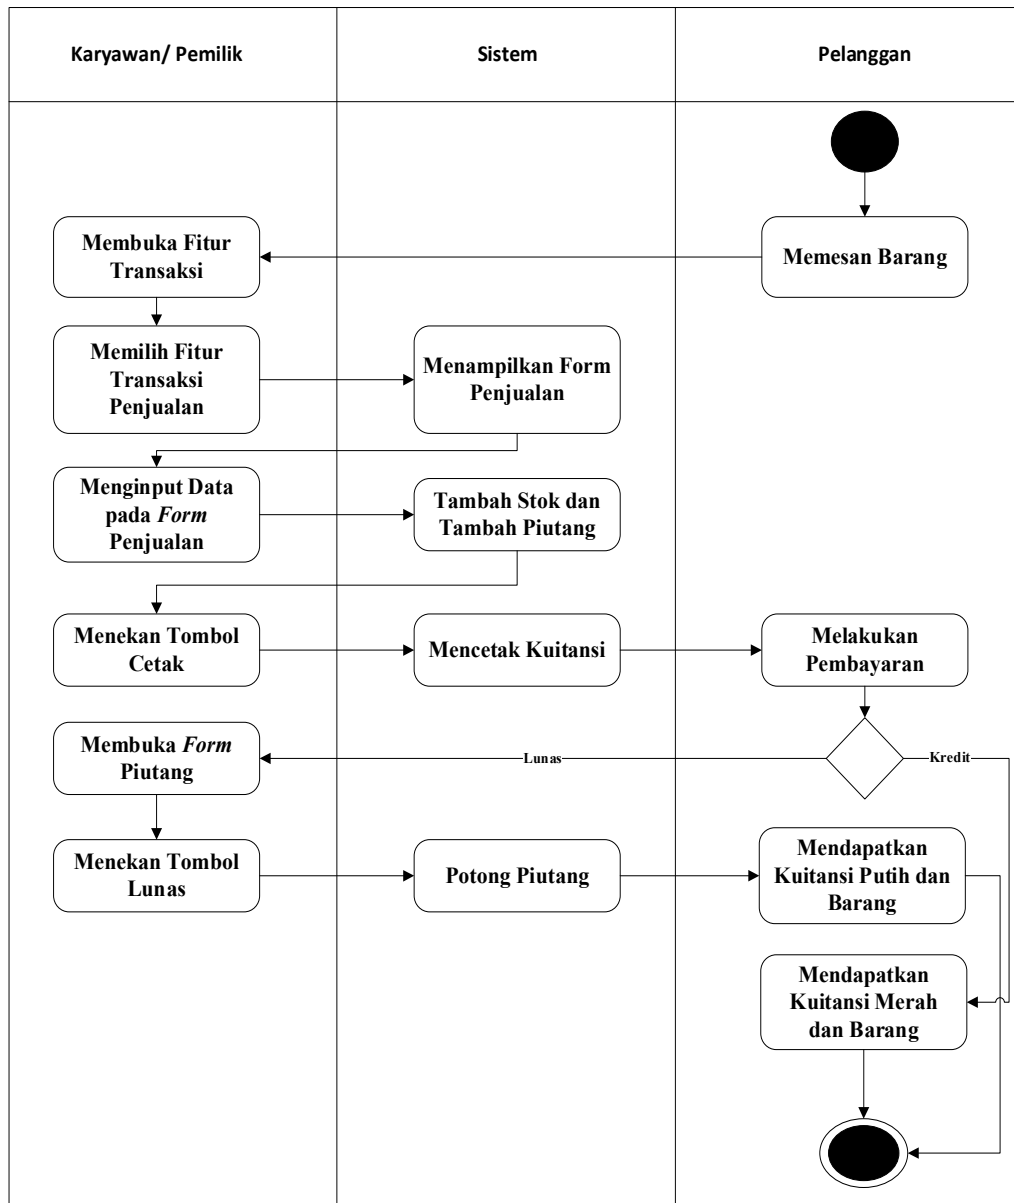 Karyawan/ Pemilik
Sistem
Pelanggan
Membuka Fitur
Transaksi
Memesan Barang
Memilih Fitur
Transaksi
Penjualan
Menampilkan Form
Penjualan
Menginput Data
pada Form
Penjualan
Tambah Stok dan
Tambah Piutang
Menekan Tombol
Cetak
Mencetak Kuitansi
Melakukan
Pembayaran
Membuka Form
Piutang
Lunas
Kredit
Menekan Tombol
Lunas
Potong Piutang
Mendapatkan
Kuitansi Putih dan
Barang
Mendapatkan
Kuitansi Merah
dan Barang